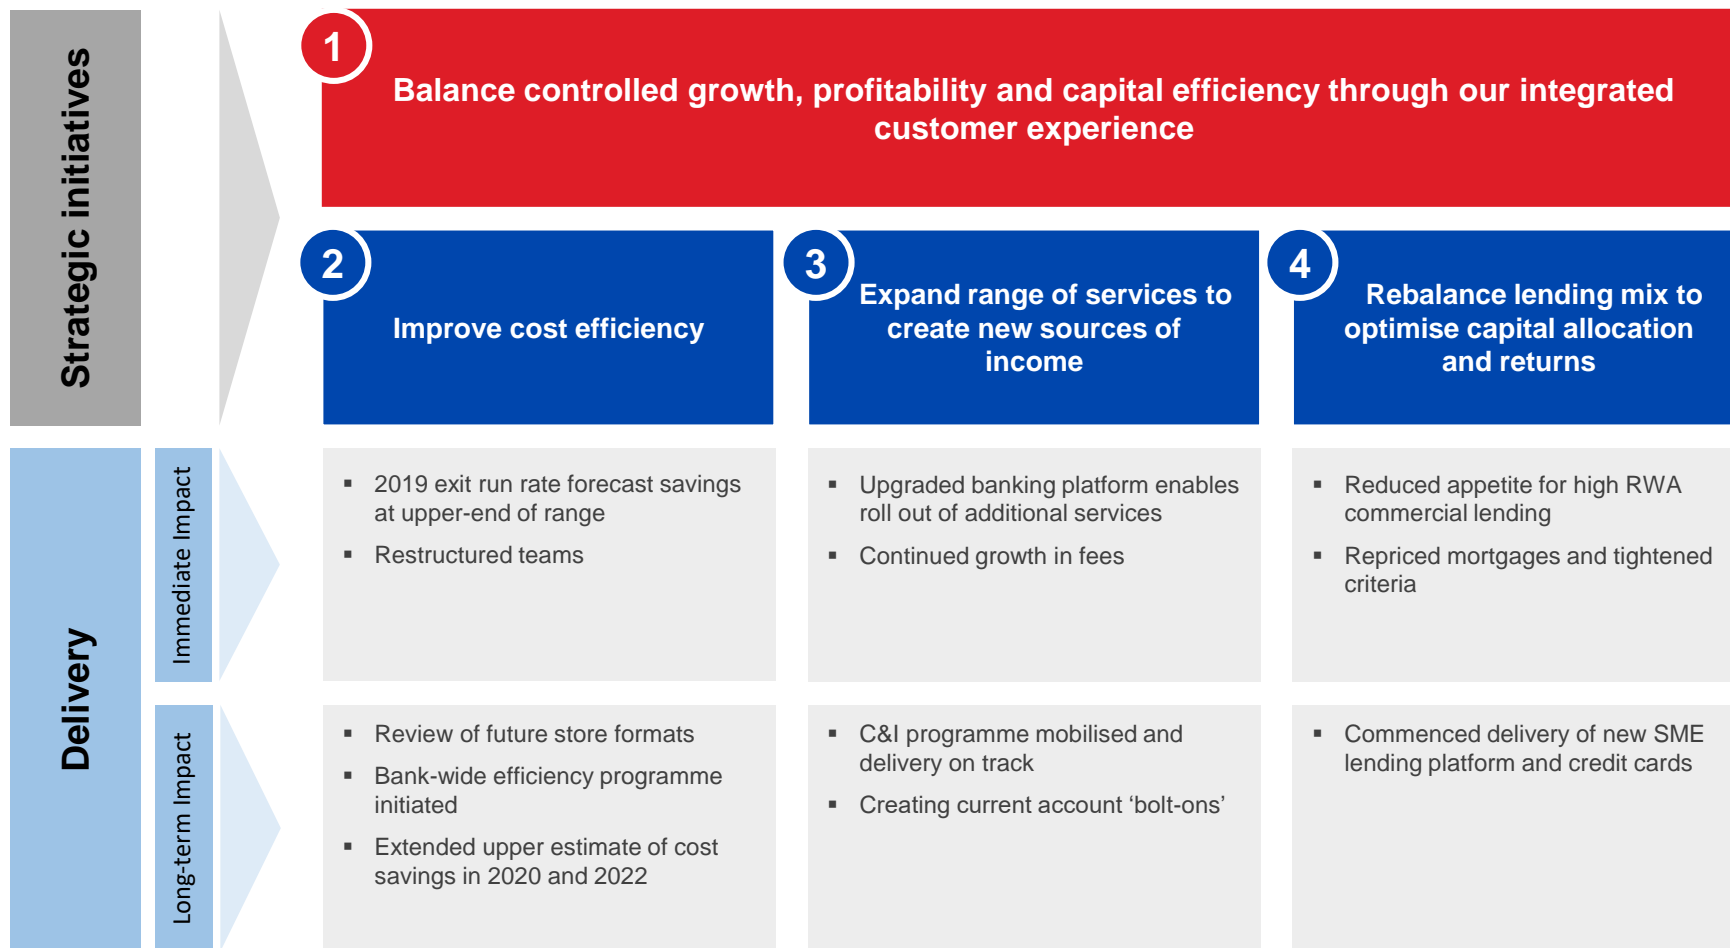 Strategic initiatives
1
Balance controlled growth, profitability and capital efficiency through our integrated
customer experience
2
Improve cost efficiency
3
Expand range of services to
create new sources of
income
4
Rebalance lending mix to
optimise capital allocation
and returns
Delivery
Immediate Impact
▪ 2019 exit run rate forecast savings
at upper-end of range
▪ Restructured teams
▪ Upgraded banking platform enables
roll out of additional services
▪ Continued growth in fees
▪ Reduced appetite for high RWA
commercial lending
▪ Repriced mortgages and tightened
criteria
Long-term Impact
▪ Review of future store formats
▪ Bank-wide efficiency programme
initiated
▪ Extended upper estimate of cost
savings in 2020 and 2022
▪ C&I programme mobilised and
delivery on track
▪ Creating current account ‘bolt-ons’
▪ Commenced delivery of new SME
lending platform and credit cards